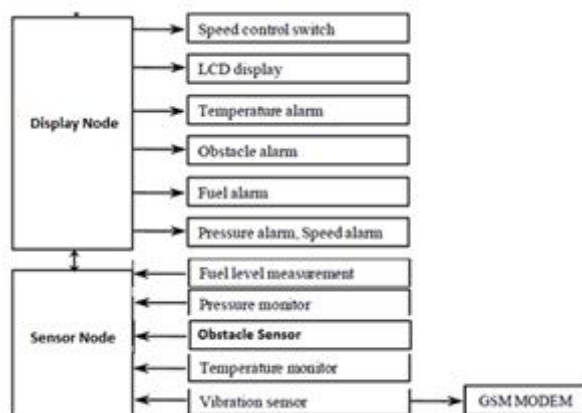 Speed control switch
LCD display
Temperature alarm
Display Node
Obstacle alarm
Fuel alarm
Pressure alarm, Speed alarm
Fuel level measurement
Pressure monitor
Sensor Node
Obstacle Sensor
Temperature monitor
Vibration sensor
GSM MODEM